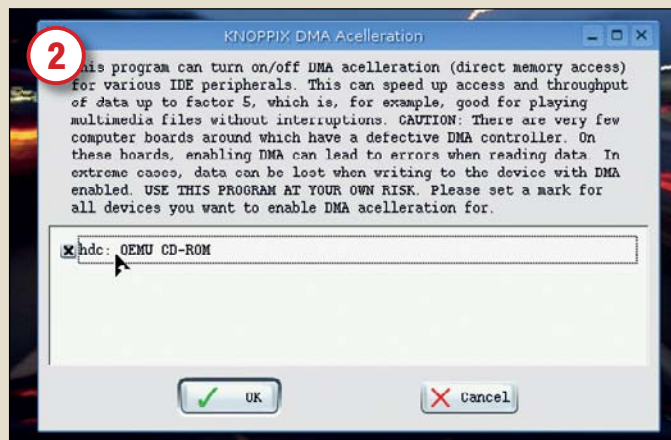 KNOPPIX DMA Acelleration
2
his program can turn on/off DMA acelleration (direct memory access)
for various IDE peripherals. This can speed up access and throughput
of data up to factor 5, which is, for example, good for playing
multimedia files without interruptions. CAUTION: There are very few
computer boards around which have a defective DMA controller. On
these boards, enabling DMA can lead to errors when reading data. In
extreme cases, data can be lost when writing to the device with DMA
enabled. USE THIS PROGRAM AT YOUR OWN RISK. Please set a mark for
all devices you want to enable DMA acelleration for.
hdc: QEMU CD-ROM
OK Cancel